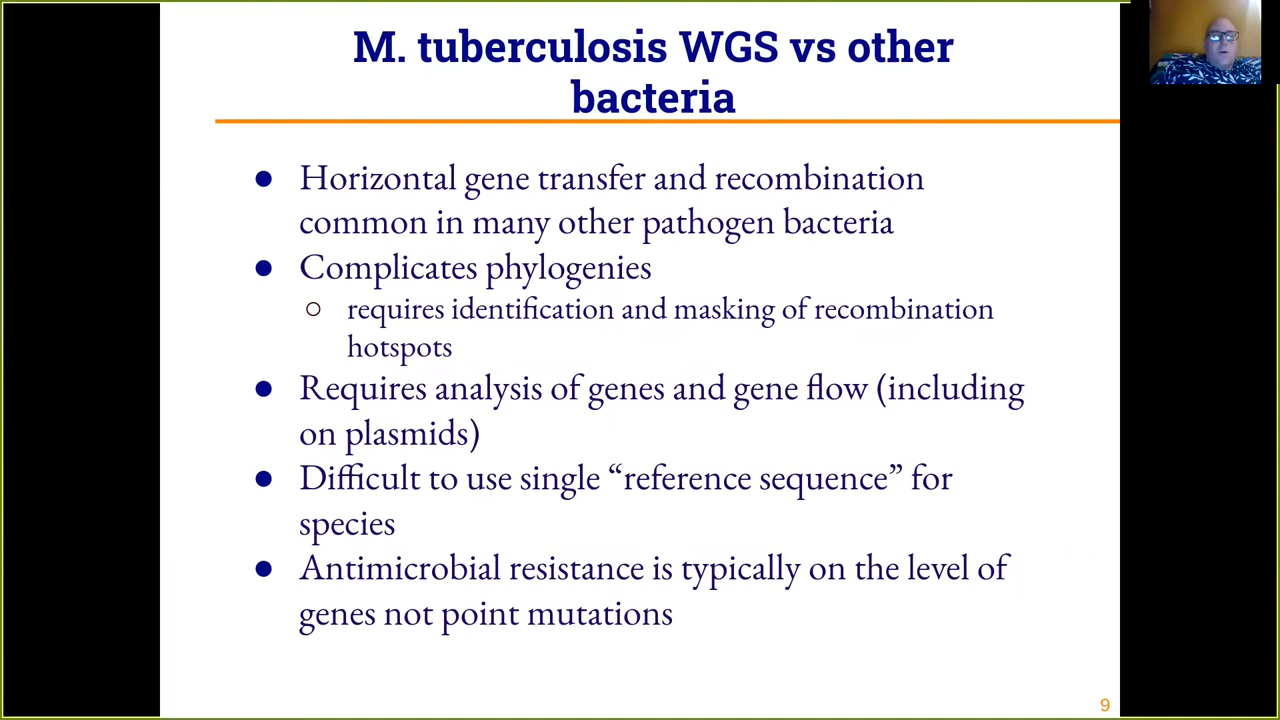 M. tuberculosis WGS vs other
bacteria
● Horizontal gene transfer and recombination
common in many other pathogen bacteria
● Complicates phylogenies
○ requires identification and masking of recombination
hotspots
● Requires analysis of genes and gene flow (including
on plasmids)
● Difficult to use single “reference sequence” for
species
● Antimicrobial resistance is typically on the level of
genes not point mutations
9